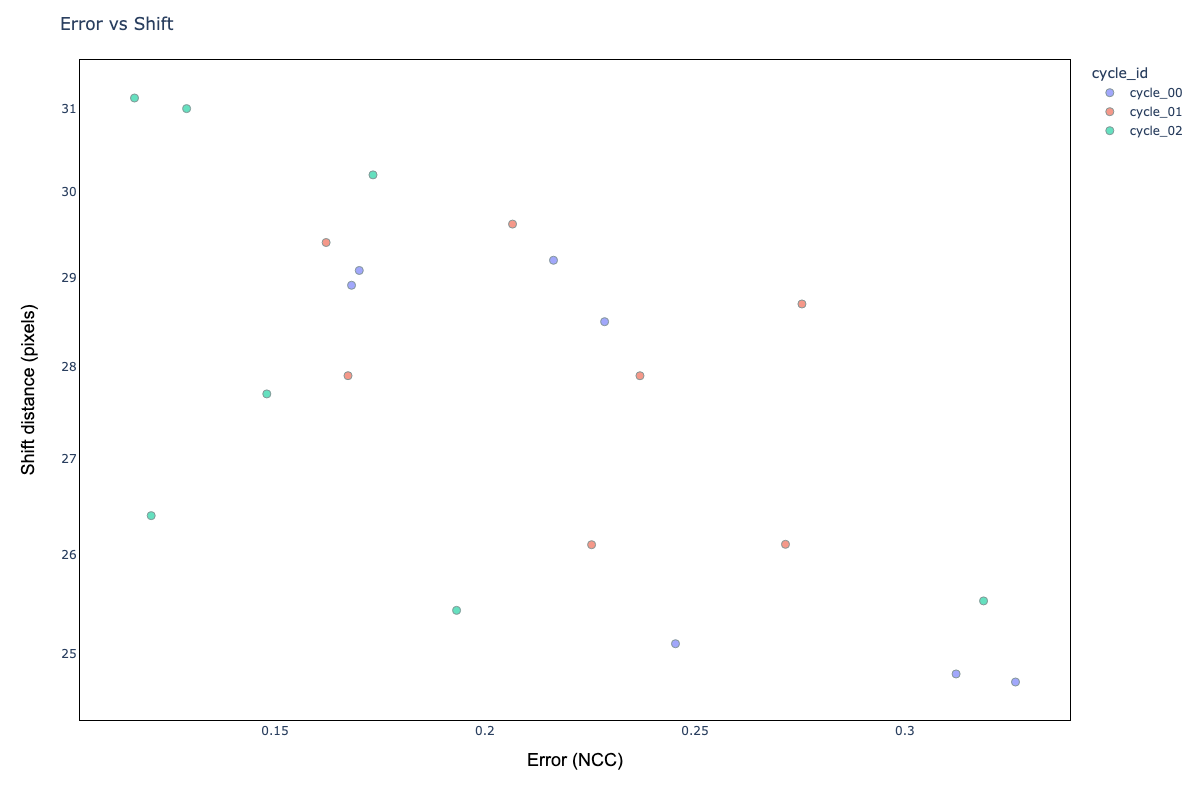 Error vs Shift
cycle_id
cycle_00
cycle_01
cycle_02
31
30
29
28
27
26
25
Shift distance (pixels)
0.15
0.2
0.25
0.3
Error (NCC)